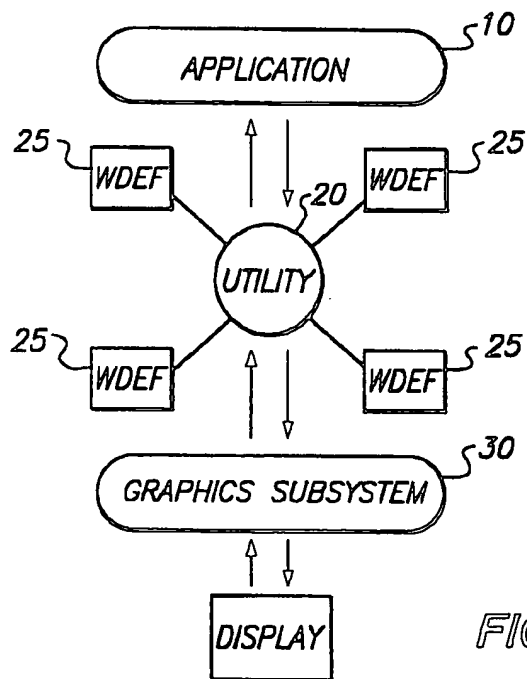 10
APPLICATION
25
WDEF
25
WDEF
20
UTILITY
25
WDEF
25
WDEF
30
GRAPHICS SUBSYSTEM
DISPLAY